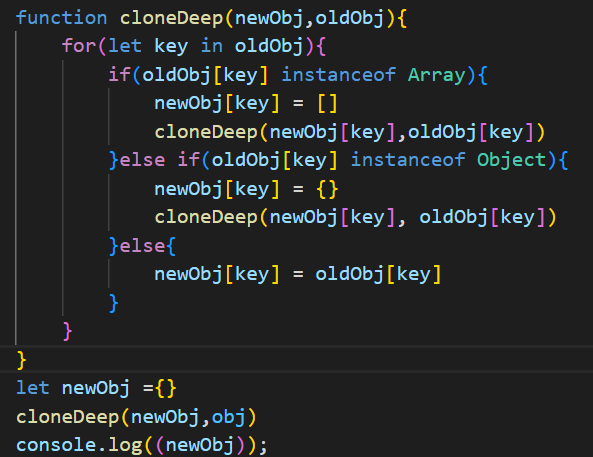 function cloneDeep(newObj,oldObj){
for(let key in oldObj){
if(oldObj[key] instanceof Array){
newObj[key] = []
cloneDeep(newObj[key],oldObj[key])
}else if(oldObj[key] instanceof Object){
newObj[key] = {}
cloneDeep(newObj[key], oldObj[key])
}else{
newObj[key] = oldObj[key]
}
}
}
let newObj ={}
cloneDeep(newObj,obj)
console.log((newObj));